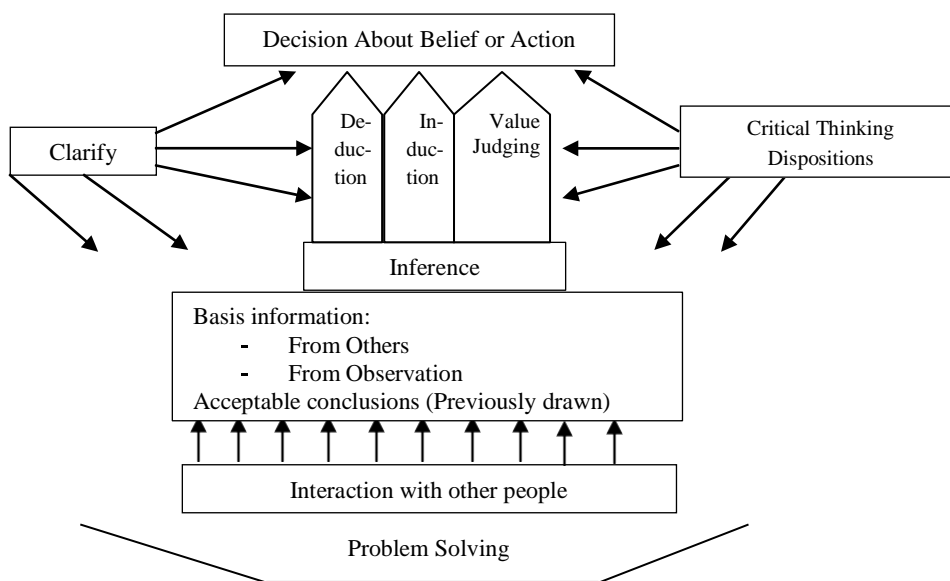 Decision About Belief or Action
Clarify
De-
duc-
tion
In-
duc-
tion
Value
Judging
Critical Thinking
Dispositions
Inference
Basis information:
- From Others
- From Observation
Acceptable conclusions (Previously drawn)
Interaction with other people
Problem Solving